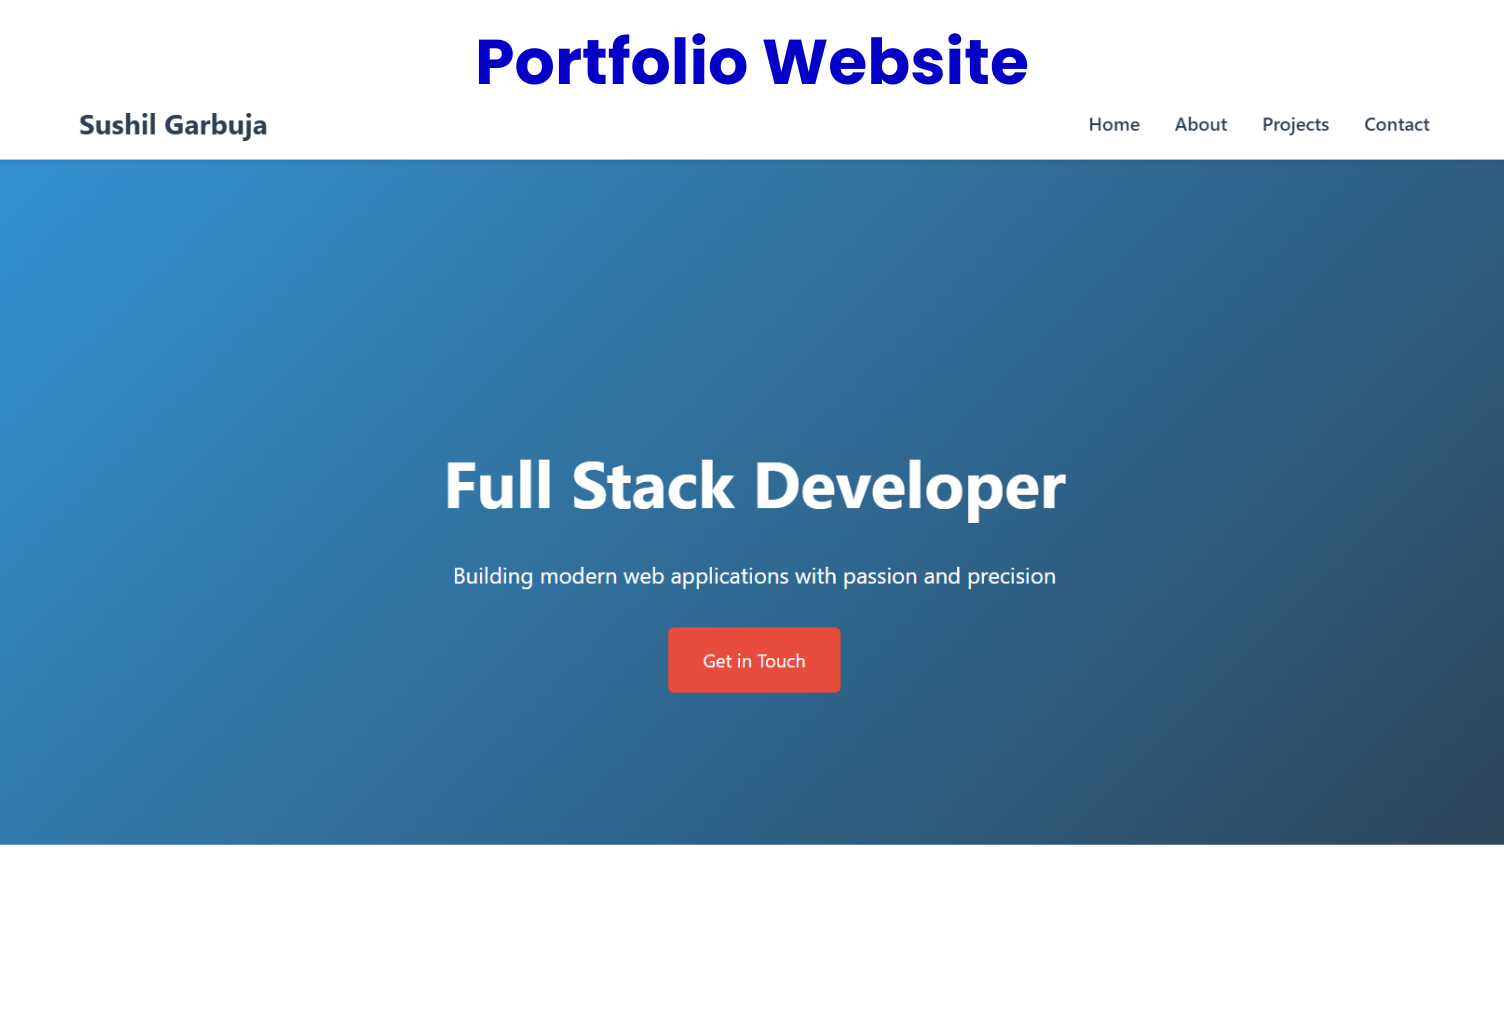 Portfolio Website
Sushil Garbuja
Home About Projects Contact
Full Stack Developer
Building modern web applications with passion and precision
Get in Touch